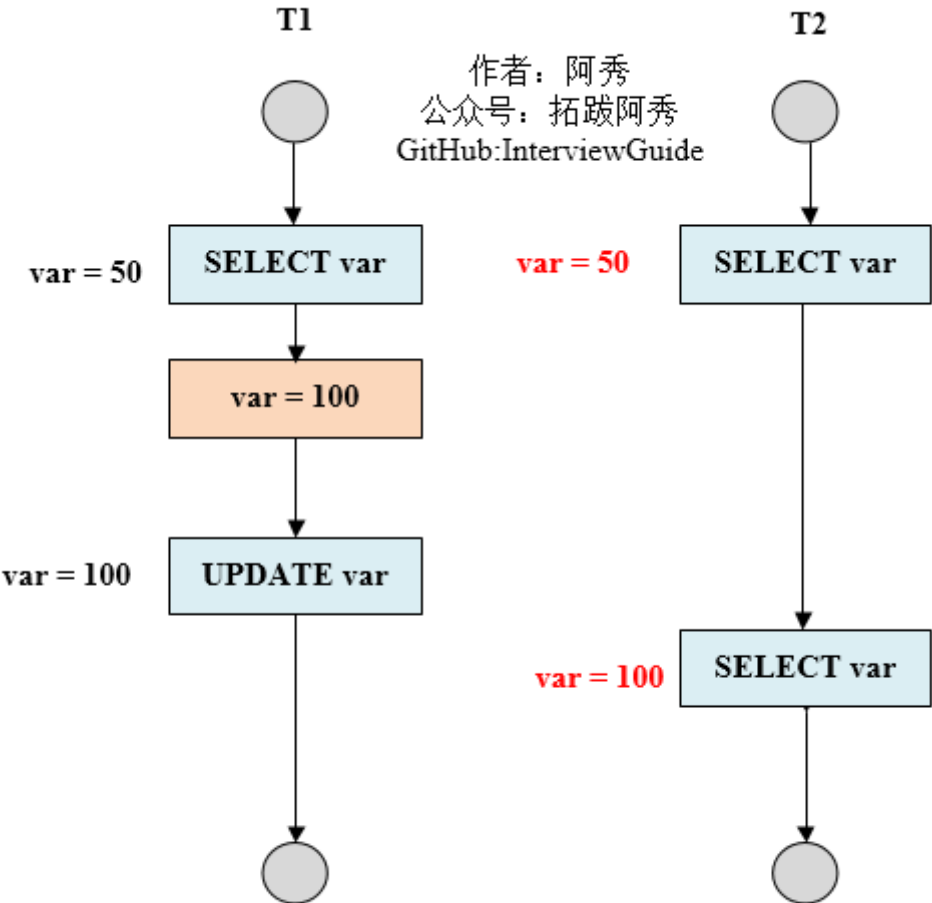 T1
T2
作者：阿秀
公众号：拓跋阿秀
GitHub:InterviewGuide
var = 50
SELECT var
var = 50
SELECT var
var = 100
var = 100
UPDATE var
var = 100
SELECT var